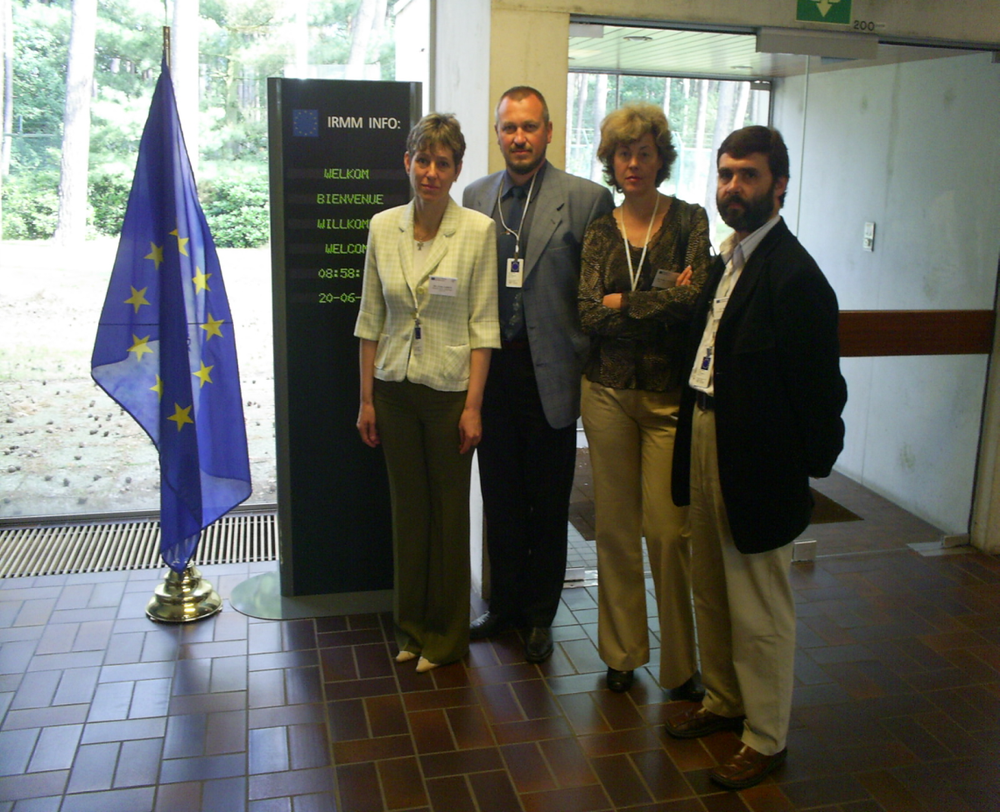 IRMM INFO:
WELKOM
BIENVENUE
WILLKOM
WELCOM
08:58:
20-06-
200